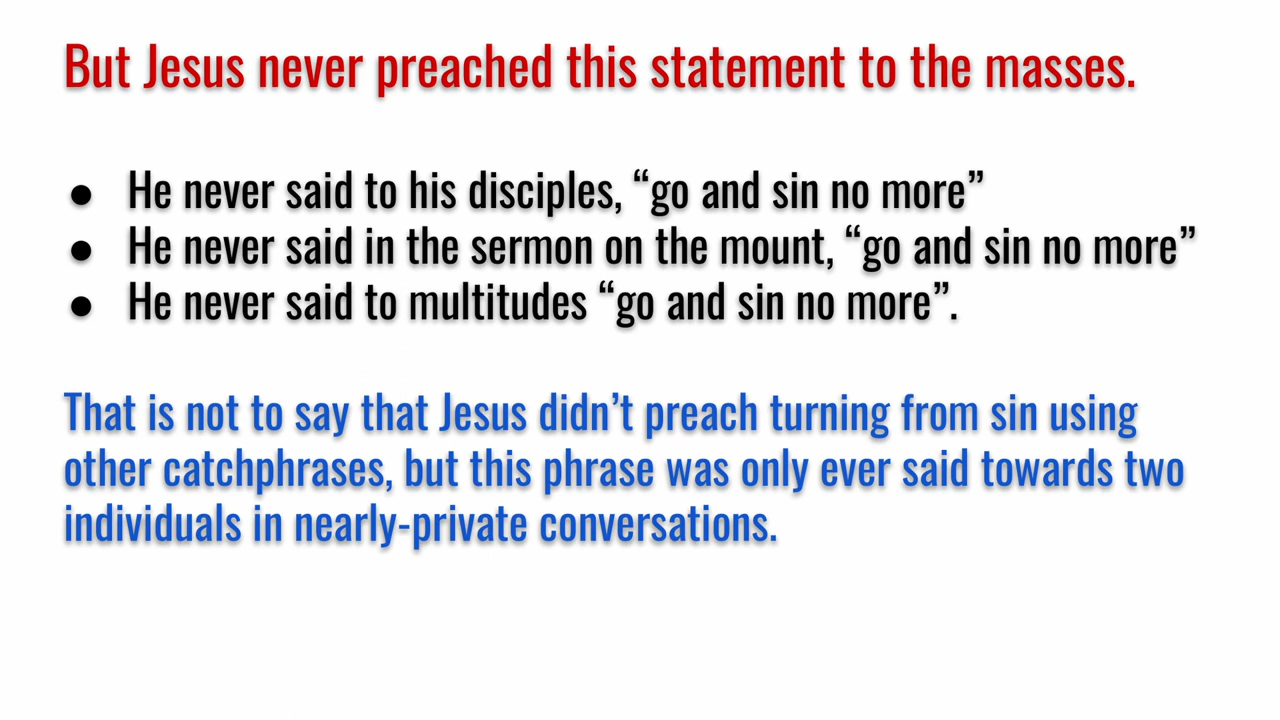 But Jesus never preached this statement to the masses.
● He never said to his disciples, “go and sin no more”
● He never said in the sermon on the mount, “go and sin no more”
● He never said to multitudes “go and sin no more”.
That is not to say that Jesus didn’t preach turning from sin using
other catchphrases, but this phrase was only ever said towards two
individuals in nearly-private conversations.